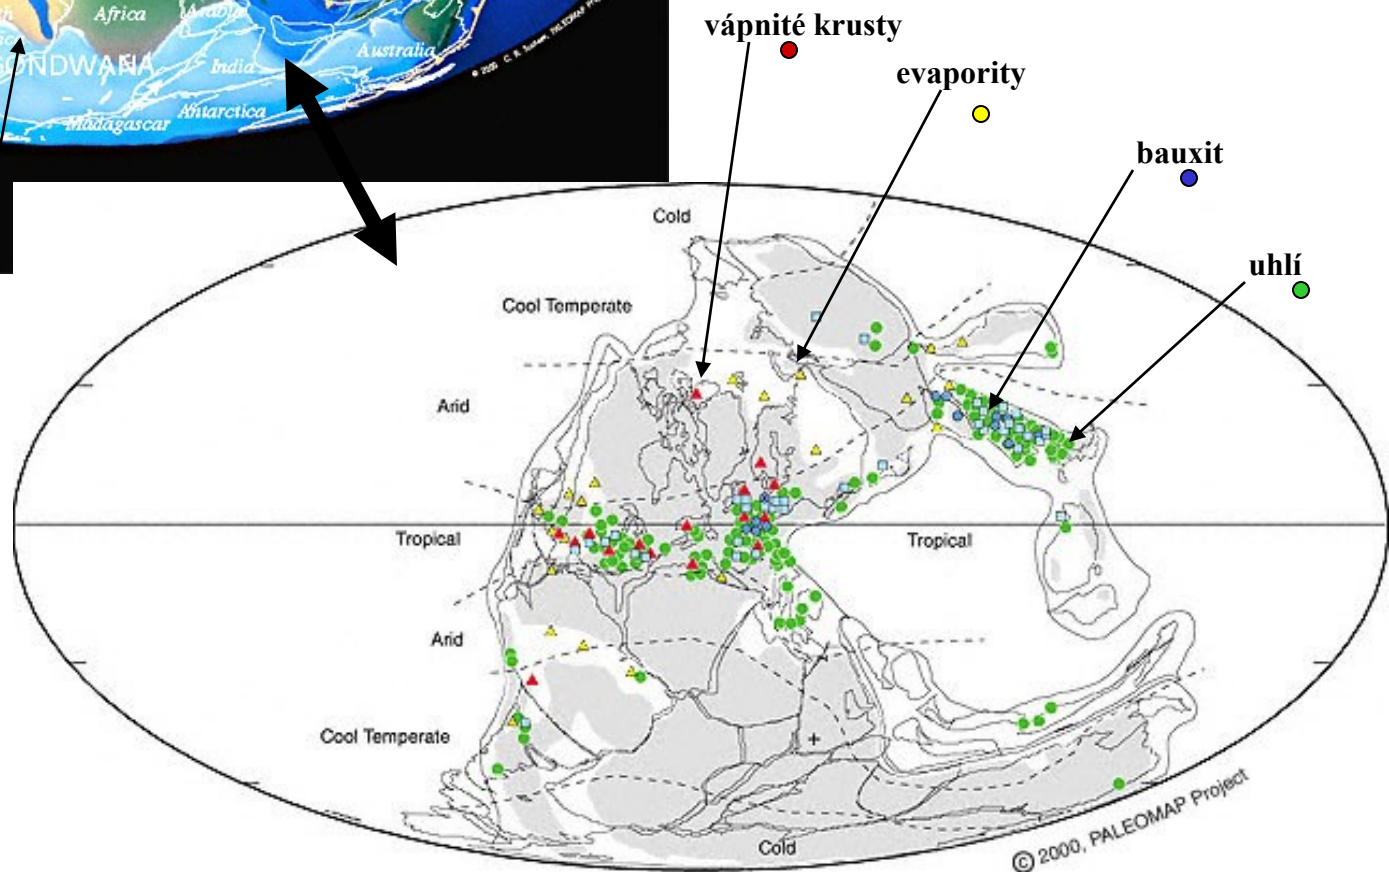 Africa
Arabia
Australia
GONDWANA
India
Antarctica
Madagascar
vápnité krusty
evapority
bauxit
uhlí
Cold
Cool Temperate
Arid
Tropical
Tropical
Arid
Cool Temperate
Cold
© 2000, PALEOMAP Project